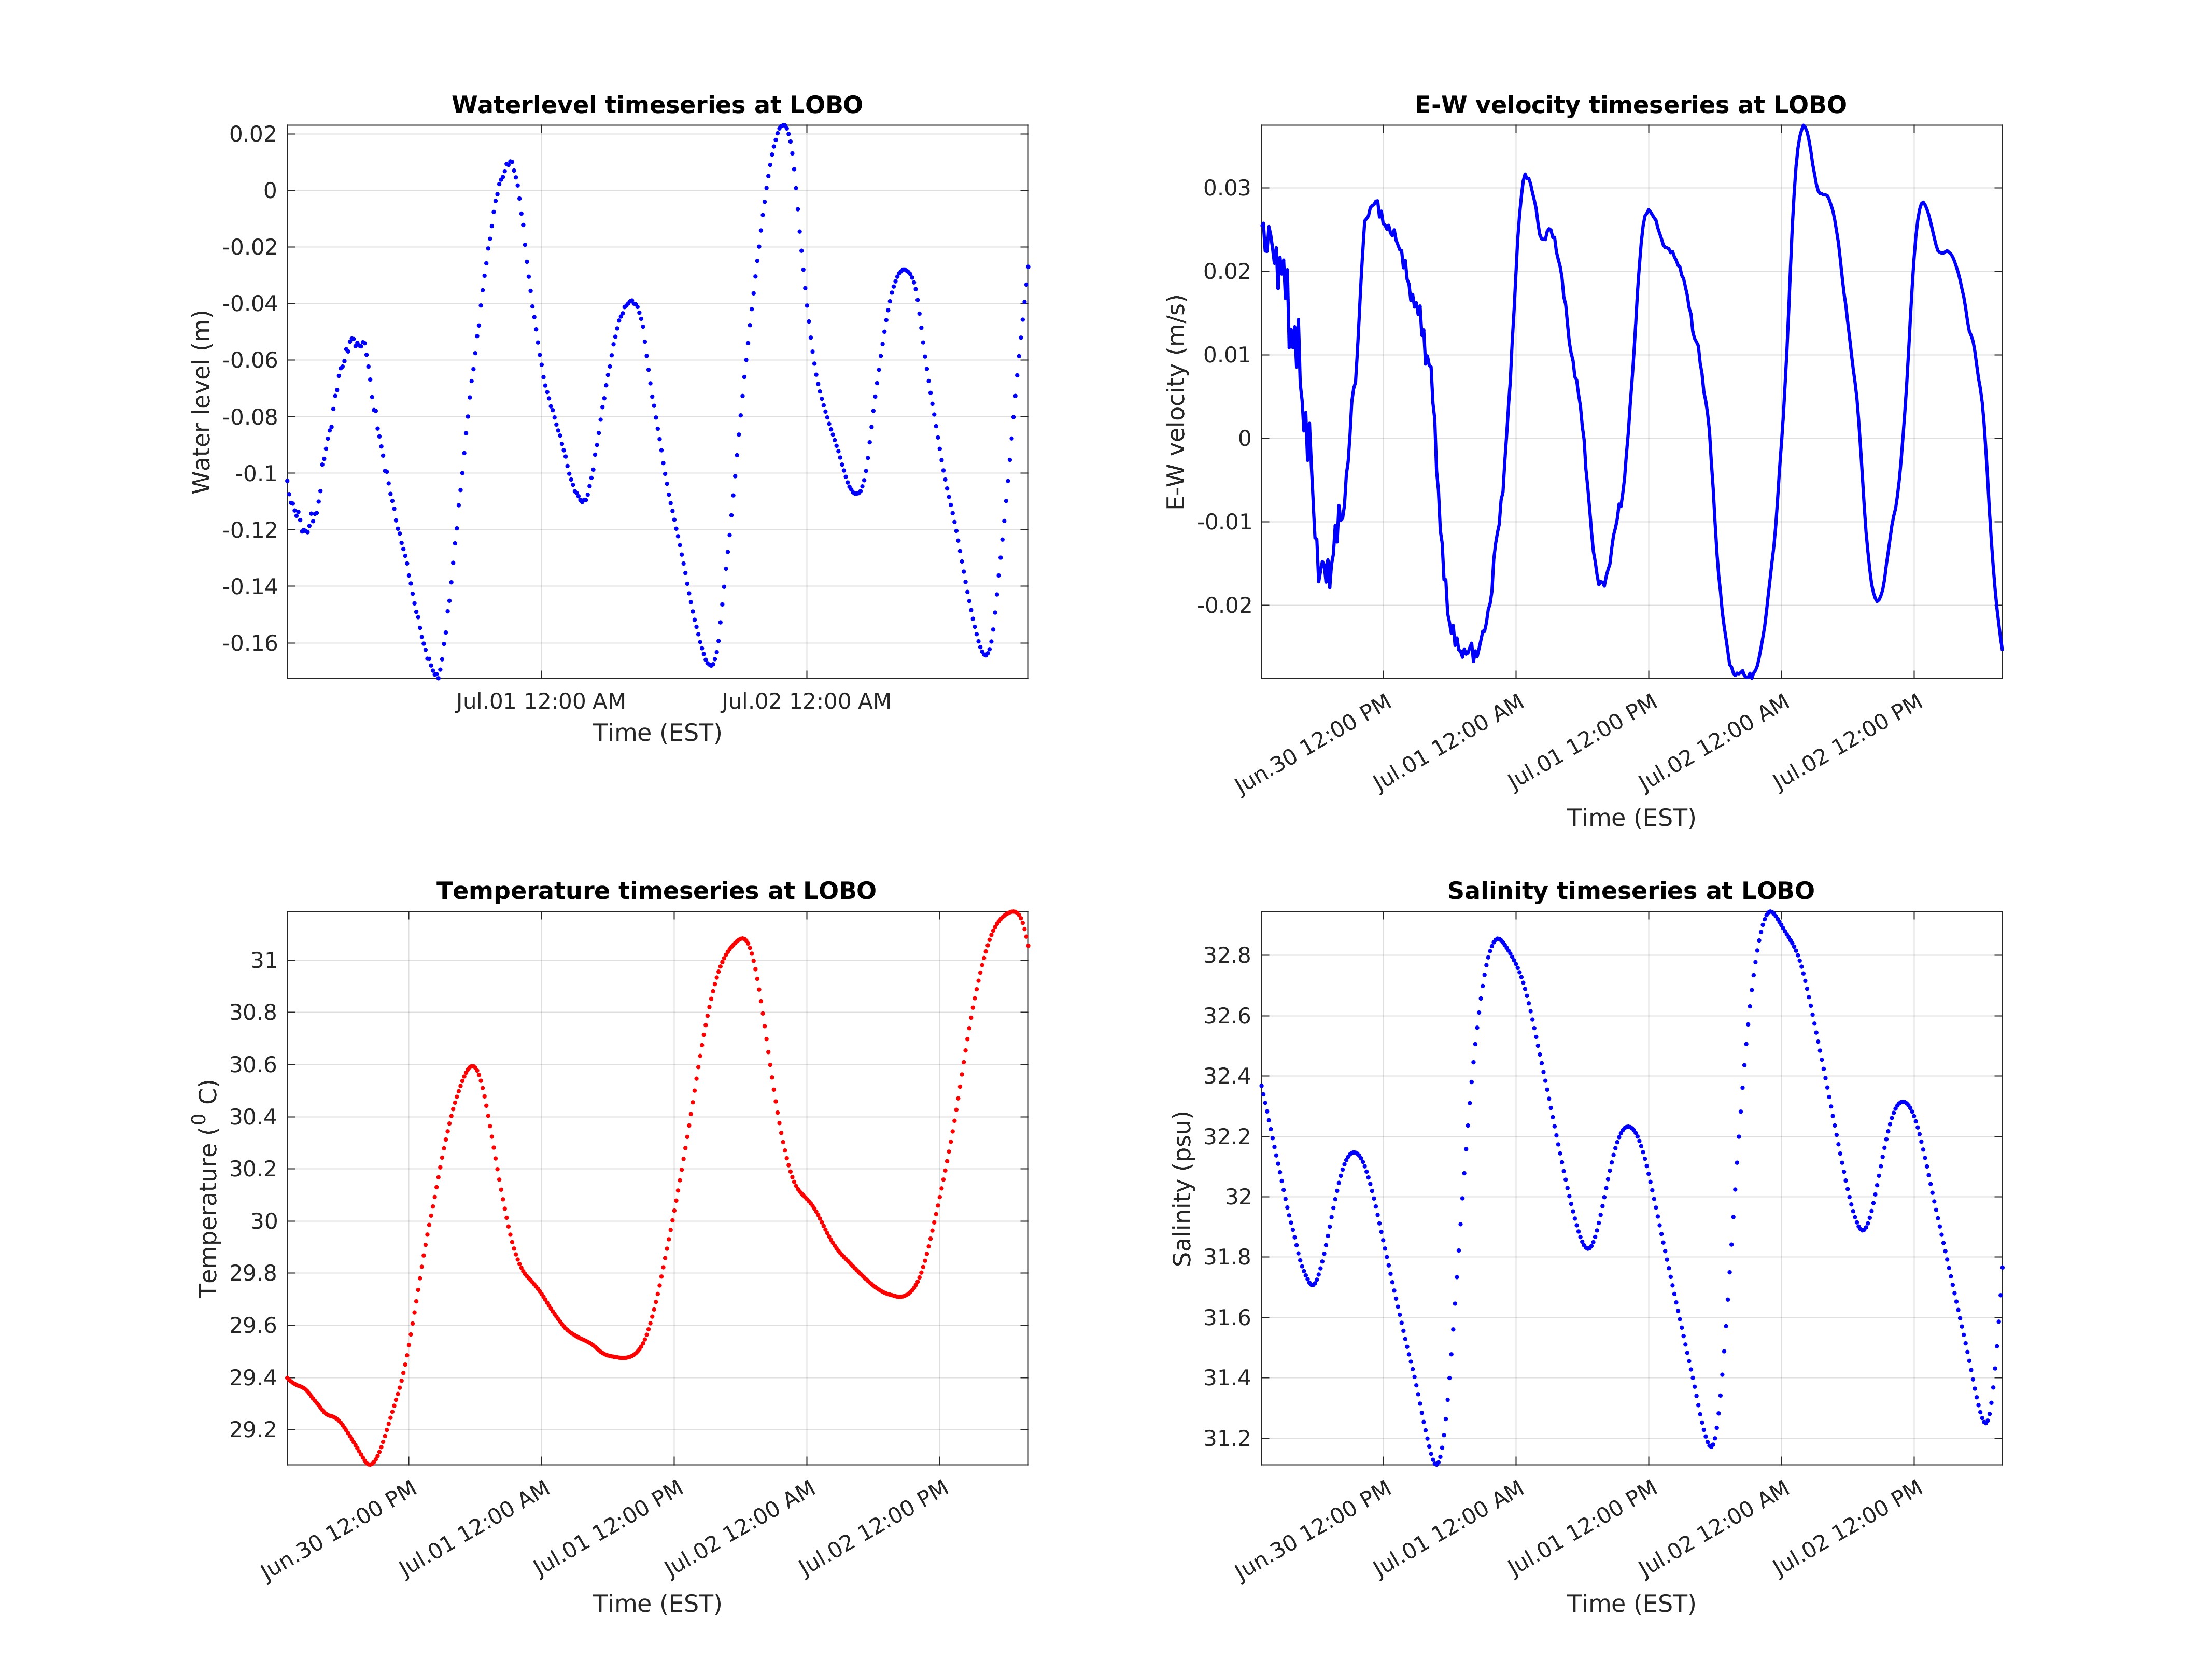 Waterlevel timeseries at LOBO
0.02
0
-0.02
-0.04
-0.06
-0.08
-0.1
-0.12
-0.14
-0.16
Water level (m)
Jul.01 12:00 AM
Jul.02 12:00 AM
Time (EST)
E-W velocity timeseries at LOBO
0.03
0.02
0.01
0
-0.01
-0.02
E-W velocity (m/s)
Jun.30 12:00 PM
Jul.01 12:00 AM
Jul.01 12:00 PM
Jul.02 12:00 AM
Jul.02 12:00 PM
Time (EST)
Temperature timeseries at LOBO
31
30.8
30.6
30.4
30.2
30
29.8
29.6
29.4
29.2
Temperature (⁰ C)
Jun.30 12:00 PM
Jul.01 12:00 AM
Jul.01 12:00 PM
Jul.02 12:00 AM
Jul.02 12:00 PM
Time (EST)
Salinity timeseries at LOBO
32.8
32.6
32.4
32.2
32
31.8
31.6
31.4
31.2
Salinity (psu)
Jun.30 12:00 PM
Jul.01 12:00 AM
Jul.01 12:00 PM
Jul.02 12:00 AM
Jul.02 12:00 PM
Time (EST)